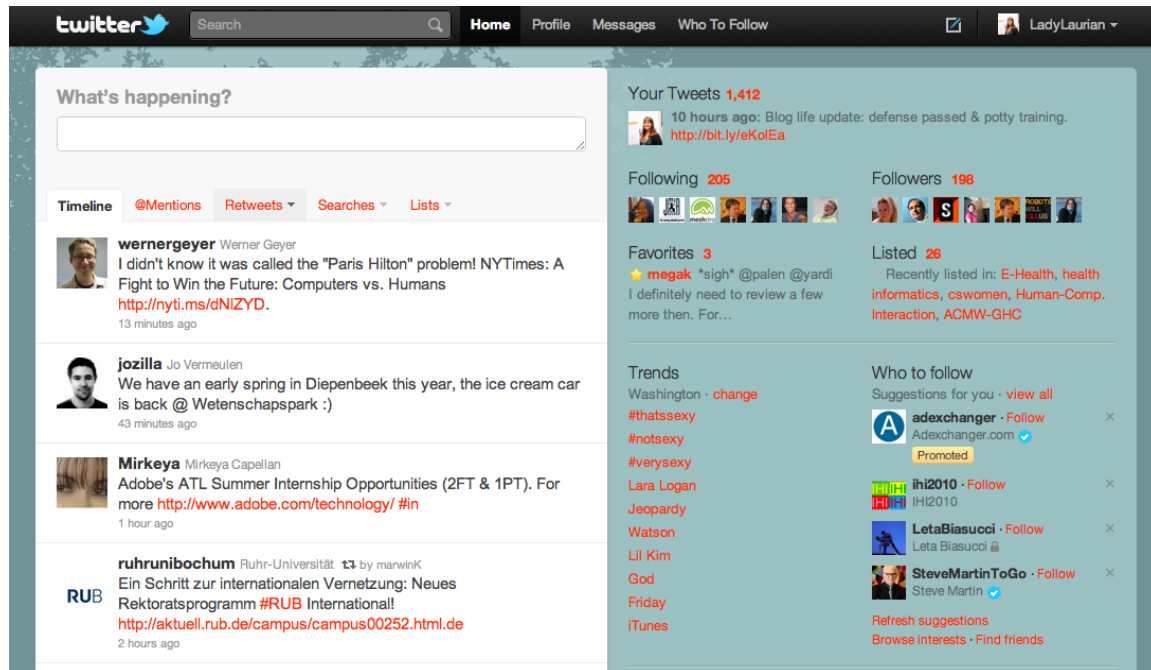 twitter
Search
Home Profile Messages Who To Follow
LadyLaurian
What's happening?
Timeline @Mentions Retweets Searches Lists
wernergeyer Werner Geyer
I didn't know it was called the "Paris Hilton" problem! NYTimes: A
Fight to Win the Future: Computers vs. Humans
http://nyti.ms/dNlZYD.
13 minutes ago
jozilla Jo Vermeulen
We have an early spring in Diepenbeek this year, the ice cream car
is back @ Wetenschapspark :)
43 minutes ago
Mirkeya Mirkeya Capellan
Adobe's ATL Summer Internship Opportunities (2FT & 1PT). For
more http://www.adobe.com/technology/ #in
1 hour ago
RUB
ruhrunibochum Ruhr-Universität by marwinK
Ein Schritt zur internationalen Vernetzung: Neues
Rektoratsprogramm #RUB International!
http://aktuell.rub.de/campus/campus00252.html.de
2 hours ago
Your Tweets 1,412
10 hours ago: Blog life update: defense passed & potty training.
http://bit.ly/eKolEa
Following 205
Followers 198
S
ROBOTS
WILL
Favorites 3
megak *sigh* @palen @yardi
I definitely need to review a few
more then. For…
Listed 26
Recently listed in: E-Health, health
informatics, cswomen, Human-Comp.
Interaction, ACMW-GHC
Trends
Washington · change
#thatssexy
#notsexy
#verysexy
Lara Logan
Jeopardy
Watson
Lil Kim
God
Friday
iTunes
Who to follow
Suggestions for you · view all
A
adexchanger · Follow
Adexchanger.com
Promoted
ihi2010 · Follow
IHI2010
LetaBiasucci · Follow
Leta Biasucci
SteveMartinToGo · Follow
Steve Martin
Refresh suggestions
Browse interests · Find friends